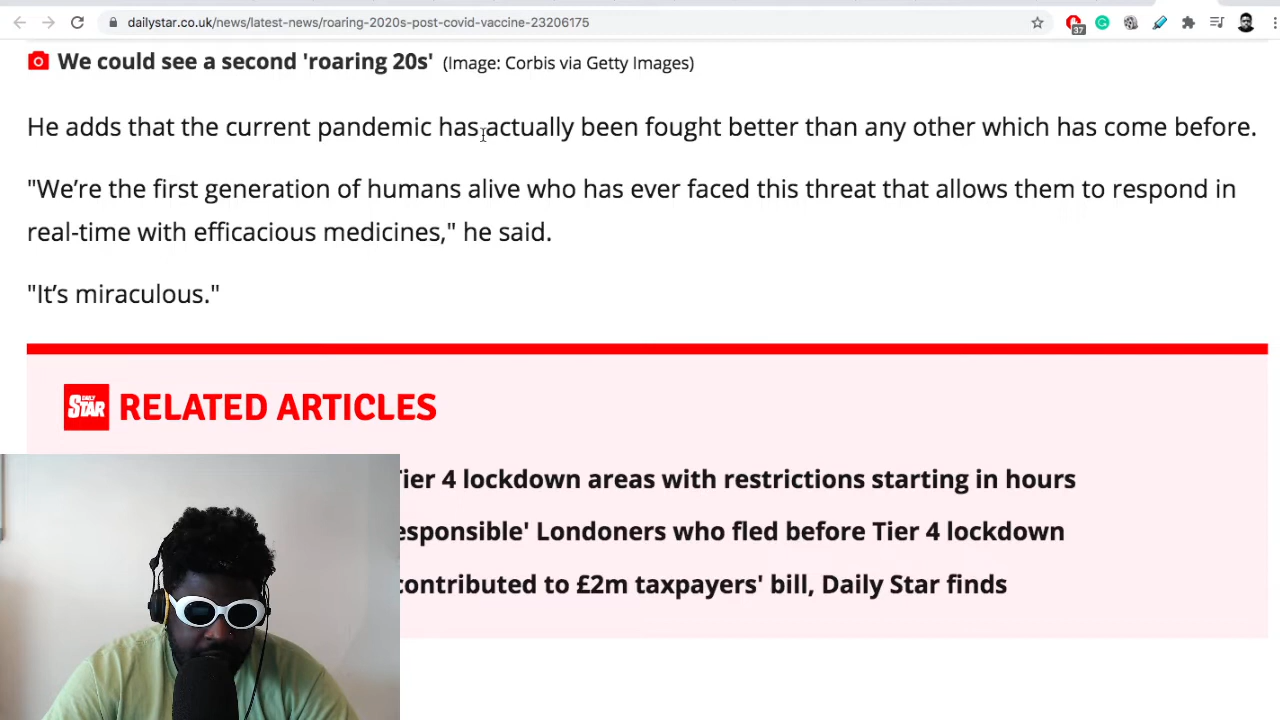 dailystar.co.uk/news/latest-news/roaring-2020s-post-covid-vaccine-23206175
37
We could see a second 'roaring 20s' (Image: Corbis via Getty Images)
He adds that the current pandemic has actually been fought better than any other which has come before.
"We're the first generation of humans alive who has ever faced this threat that allows them to respond in
real-time with efficacious medicines," he said.
"It's miraculous."
DAILY STAR RELATED ARTICLES
Tier 4 lockdown areas with restrictions starting in hours
esponsible' Londoners who fled before Tier 4 lockdown
contributed to £2m taxpayers' bill, Daily Star finds